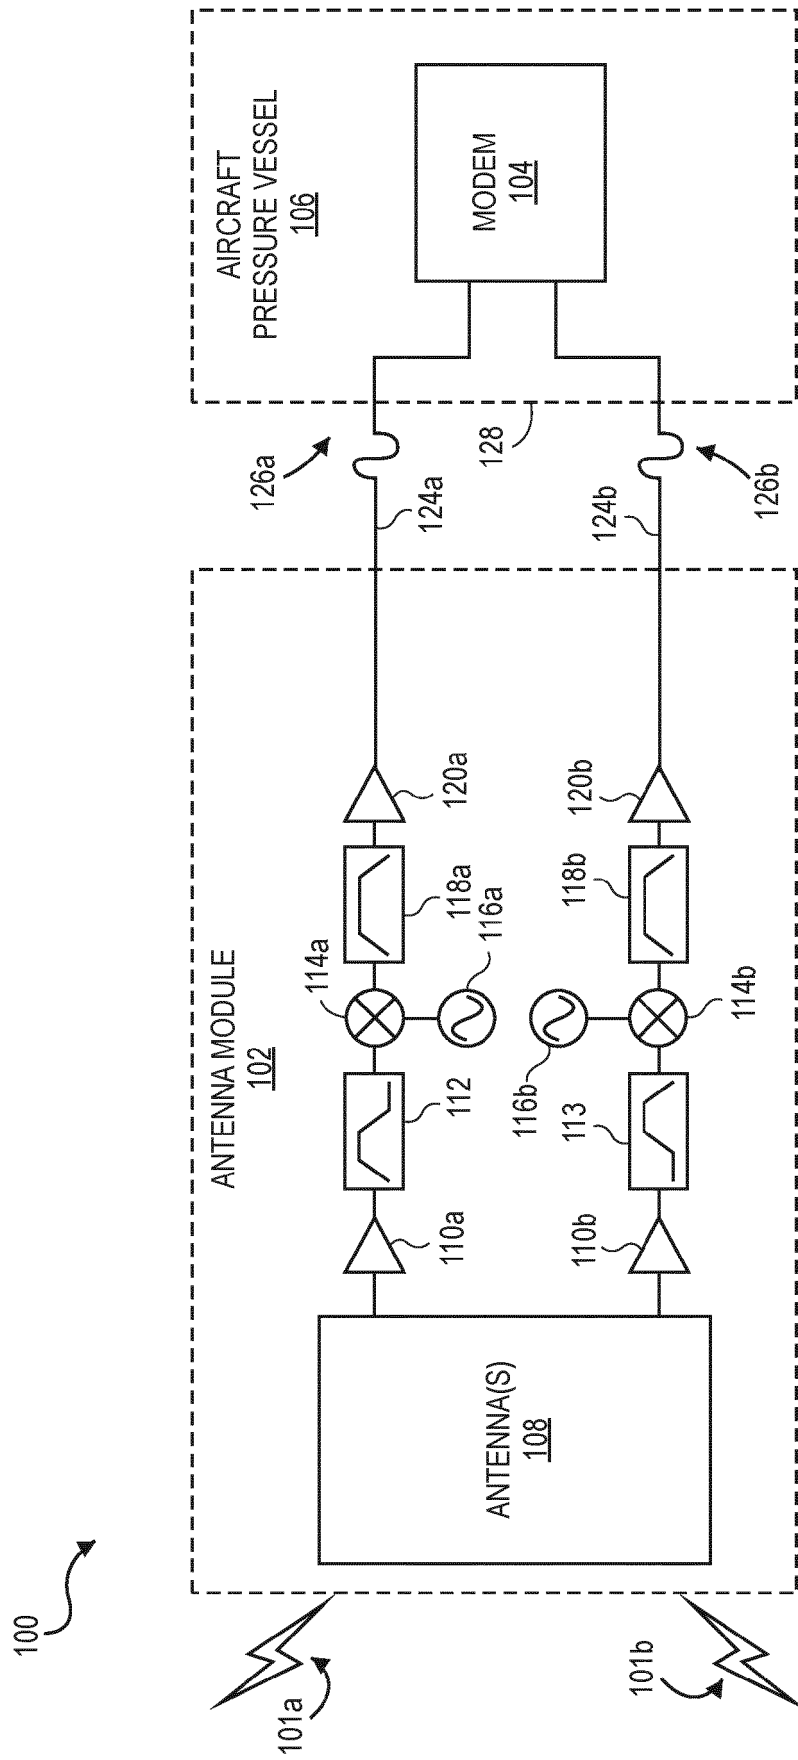 100
101a
101b
ANTENNA MODULE
102
ANTENNA(S)
108
110a
112
114a
116a
118a
120a
110b
113
116b
114b
118b
120b
124a
124b
126a
126b
128
AIRCRAFT
PRESSURE VESSEL
106
MODEM
104